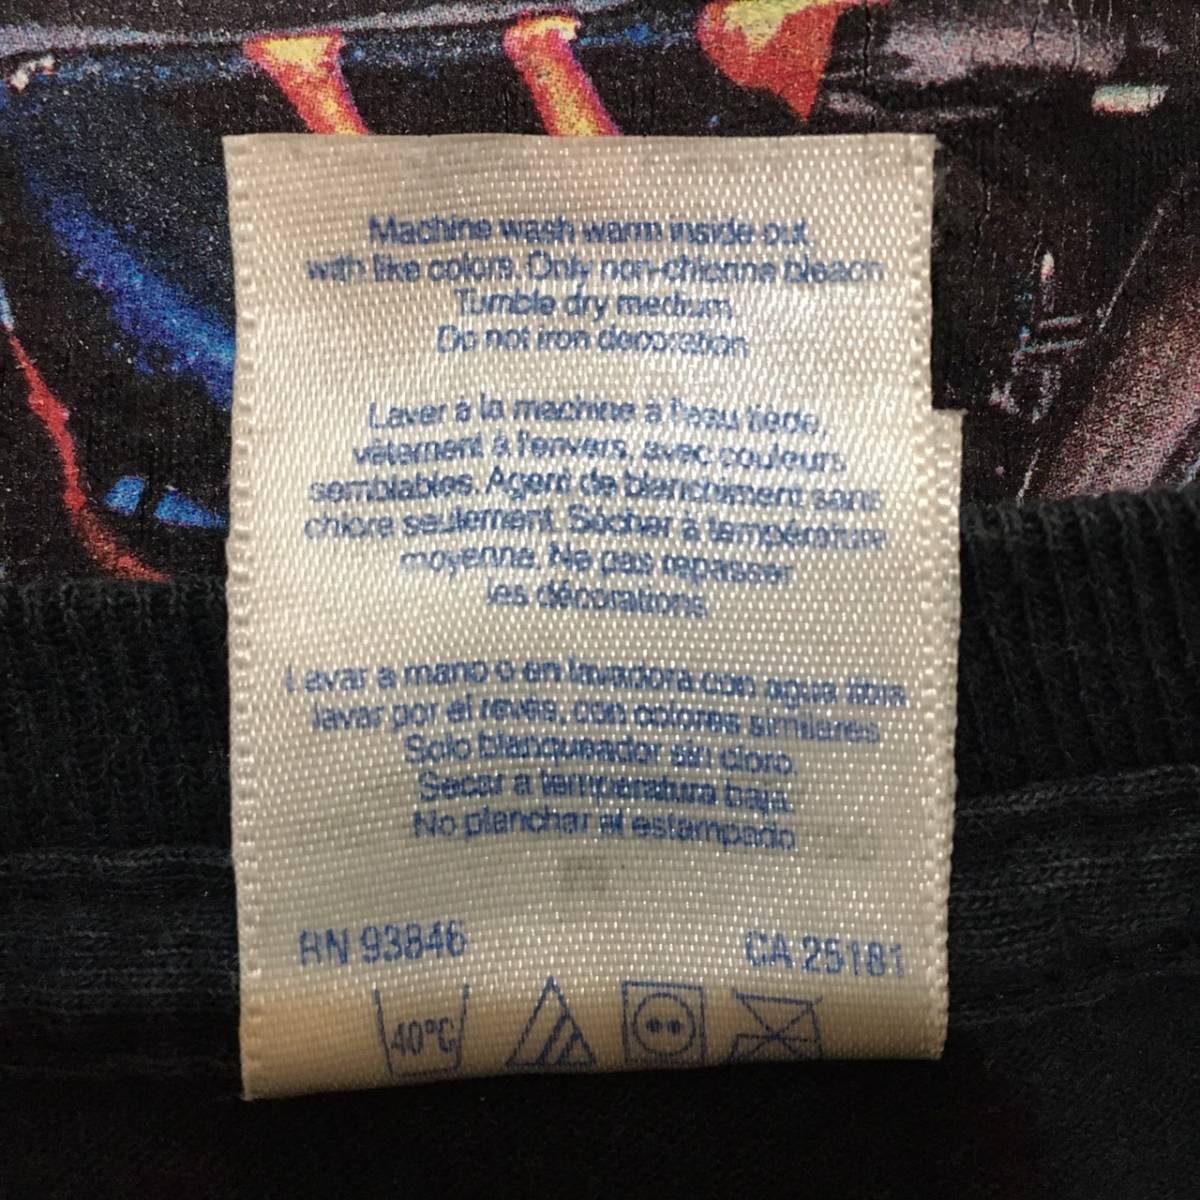 Machine wash warm inside out,
with like colors. Only non-chlorine bleach
Tumble dry medium
Do not iron decoration
Laver à la machine à l'eau tiède,
vêtement à l'envers, avec couleurs
semblables. Agent de blanchiment sans
chlore seulement. Sécher à température
moyenne. Ne pas repasser
les décorations
Lavar a mano o en lavadora con agua tibia
lavar por el revés, con colores similares
Solo blanqueador sin cloro.
Secar a temperatura baja.
No planchar el estampado
RN 93846 CA 25181
40°C